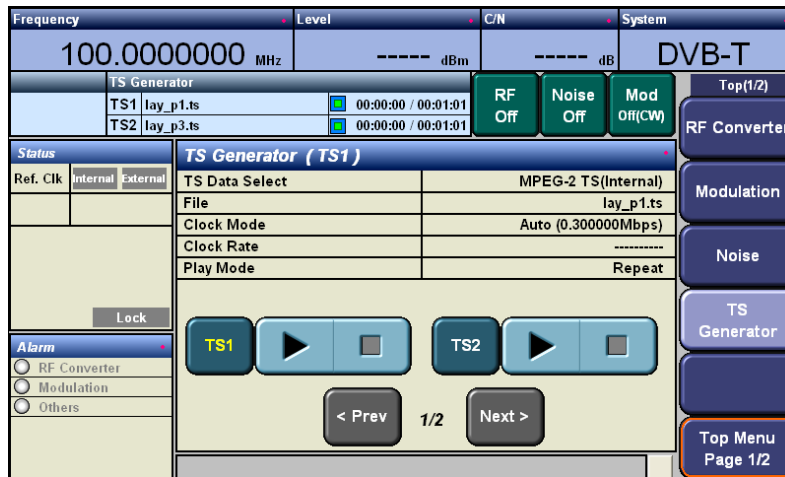 Frequency Level C/N System
100.0000000 MHz ----- dBm ----- dB DVB-T
TS Generator
TS1 lay_p1.ts 00:00:00 / 00:01:01
TS2 lay_p3.ts 00:00:00 / 00:01:01
RF
Off
Noise
Off
Mod
Off(CW)
Top(1/2)
RF Converter
Modulation
Noise
TS
Generator
Top Menu
Page 1/2
Status
Ref. Clk Internal External
Lock
Alarm
RF Converter
Modulation
Others
TS Generator (TS1)
TS Data Select MPEG-2 TS(Internal)
File lay_p1.ts
Clock Mode Auto (0.300000Mbps)
Clock Rate ----------
Play Mode Repeat
TS1 TS2
< Prev 1/2 Next >